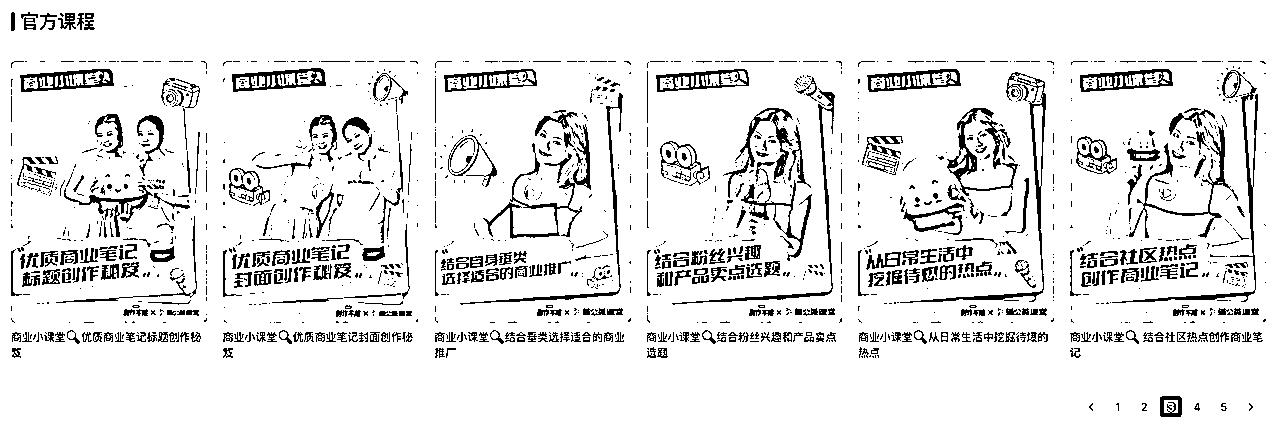 官方课程
商业小课堂
优质商业笔记
标题创作秘笈
商业小课堂
优质商业笔记
封面创作秘笈
商业小课堂
结合自身垂类
选择适合的商业推广
商业小课堂
结合粉丝兴趣
和产品卖点选题
商业小课堂
从日常生活中
挖掘待爆的热点
商业小课堂
结合社区热点
创作商业笔记
商业小课堂🔍优质商业笔记标题创作秘
笈
商业小课堂🔍优质商业笔记封面创作秘
笈
商业小课堂🔍结合垂类选择适合的商业
推广
商业小课堂🔍结合粉丝兴趣和产品卖点
选题
商业小课堂🔍从日常生活中挖掘待爆的
热点
商业小课堂🔍结合社区热点创作商业笔
记
< 1 2 3 4 5 >